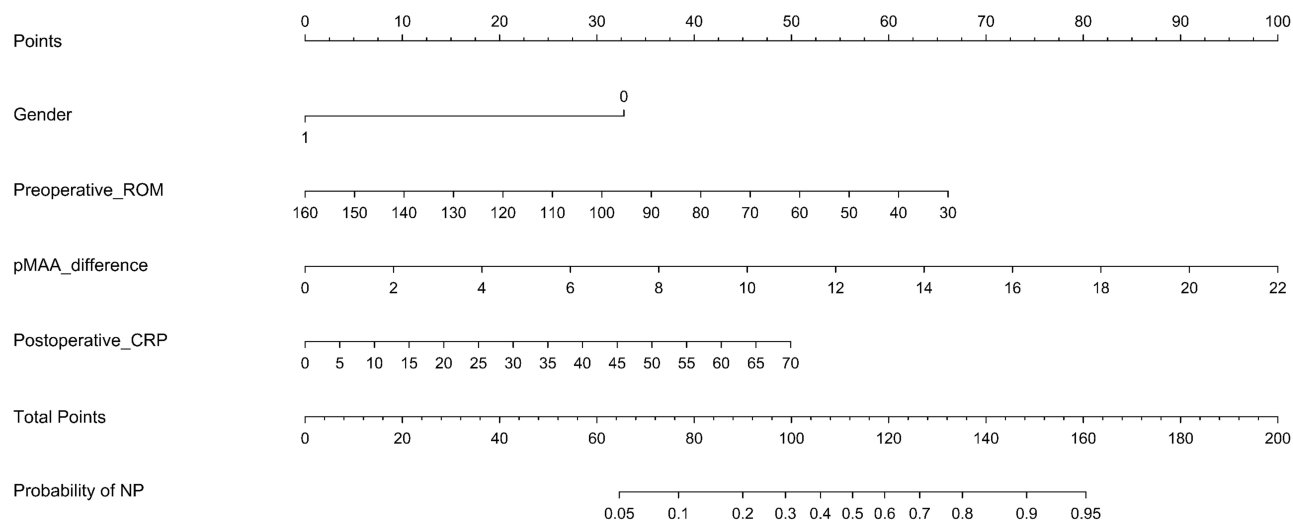 0 10 20 30 40 50 60 70 80 90 100
Points
0
Gender
1
Preoperative_ROM
160 150 140 130 120 110 100 90 80 70 60 50 40 30
pMAA_difference
0 2 4 6 8 10 12 14 16 18 20 22
Postoperative_CRP
0 5 10 15 20 25 30 35 40 45 50 55 60 65 70
Total Points
0 20 40 60 80 100 120 140 160 180 200
Probability of NP
0.05 0.1 0.2 0.3 0.4 0.5 0.6 0.7 0.8 0.9 0.95